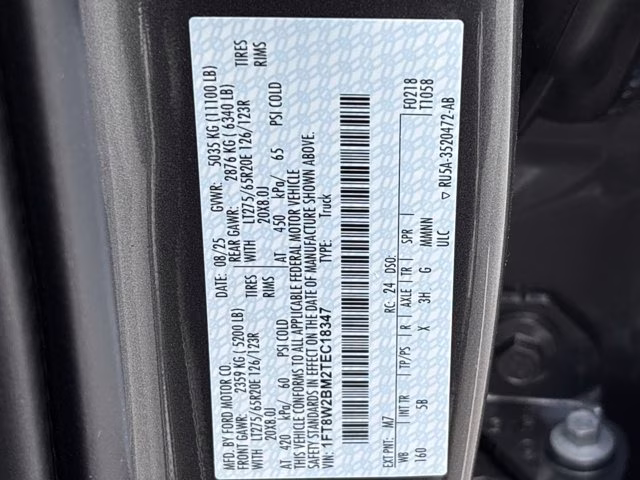 MFD. BY FORD MOTOR CO.
DATE: 08/25 GVWR: 5035 KG (11100 LB)
FRONT GAWR: 2359 KG (5200 LB) REAR GAWR: 2876 KG (6340 LB)
WITH LT275/65R20E 126/123R TIRES WITH LT275/65R20E 126/123R TIRES
20X8.0J RIMS 20X8.0J RIMS
AT 420 kPa/ 60 PSI COLD AT 450 kPa/ 65 PSI COLD
THIS VEHICLE CONFORMS TO ALL APPLICABLE FEDERAL MOTOR VEHICLE
SAFETY STANDARDS IN EFFECT ON THE DATE OF MANUFACTURE SHOWN ABOVE.
VIN: 1FT8W2BM2TEC18347 Truck
F0218
T1058
EXT PNT: M7 RC: 24 DSO:
WB INT TR TP/PS R AXLE TR SPR
160 5B X 3H G MMNN
ULC ▽ RU5A-3520472-AB